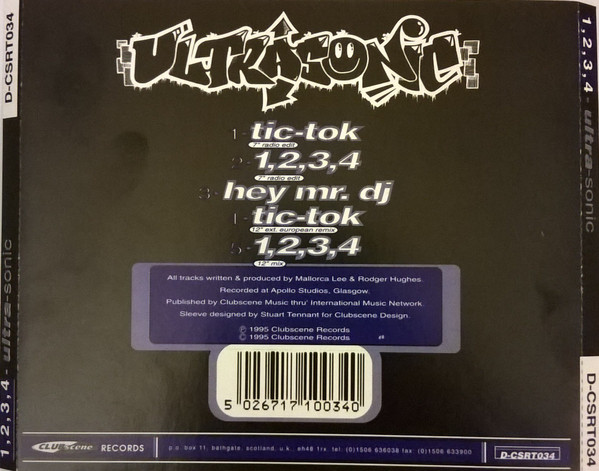 ULTRASONIC
1- tic-tok
7" radio edit
2- 1,2,3,4
7" radio edit
3- hey mr. dj
4- tic-tok
12" ext. european remix
5- 1,2,3,4
12" mix
All tracks written & produced by Mallorca Lee & Rodger Hughes.
Recorded at Apollo Studios, Glasgow.
Published by Clubscene Music thru' International Music Network.
Sleeve designed by Stuart Tennant for Clubscene Design.
℗ 1995 Clubscene Records
© 1995 Clubscene Records
5 026717 100340
CLUBscene RECORDS
p.o. box 11, bathgate, scotland, u.k., eh48 1rx. tel. (0)1506 636038 fax (0)1506 633900
D-CSRT034
D-CSRT034
1,2,3,4 - ultra-sonic
1,2,3,4 - ultra-sonic
D-CSRT034